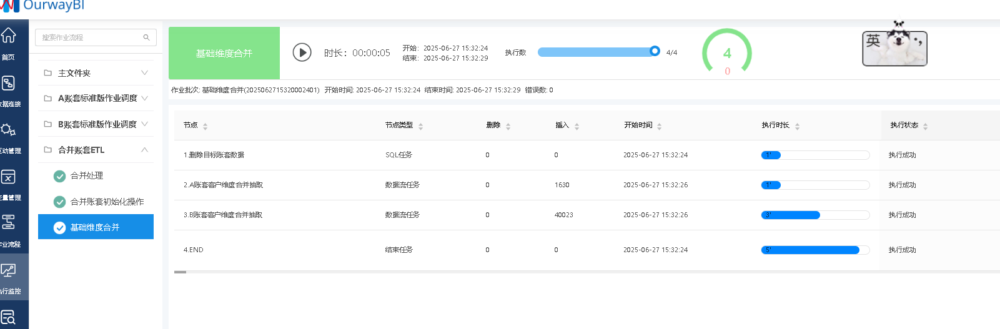 OurwayBI
搜索作业流程
首页
数据连接
驱动管理
变量管理
作业流程
执行监控
主文件夹
A账套标准版作业调度
B账套标准版作业调度
合并账套ETL
合并处理
合并账套初始化操作
基础维度合并
基础维度合并
时长: 00:00:05
开始: 2025-06-27 15:32:24
结束: 2025-06-27 15:32:29
执行数 4/4
4
0
英 •,
作业批次: 基础维度合并(2025062715320002401) 开始时间: 2025-06-27 15:32:24 结束时间: 2025-06-27 15:32:29 错误数: 0
节点 节点类型 删除 插入 开始时间 执行时长 执行状态
1.删除目标账套数据 SQL任务 0 0 2025-06-27 15:32:24 1' 执行成功
2.A账套客户维度合并抽取 数据流任务 0 1630 2025-06-27 15:32:26 1' 执行成功
3.B账套客户维度合并抽取 数据流任务 0 40023 2025-06-27 15:32:26 3' 执行成功
4.END 结束任务 0 0 2025-06-27 15:32:24 5' 执行成功